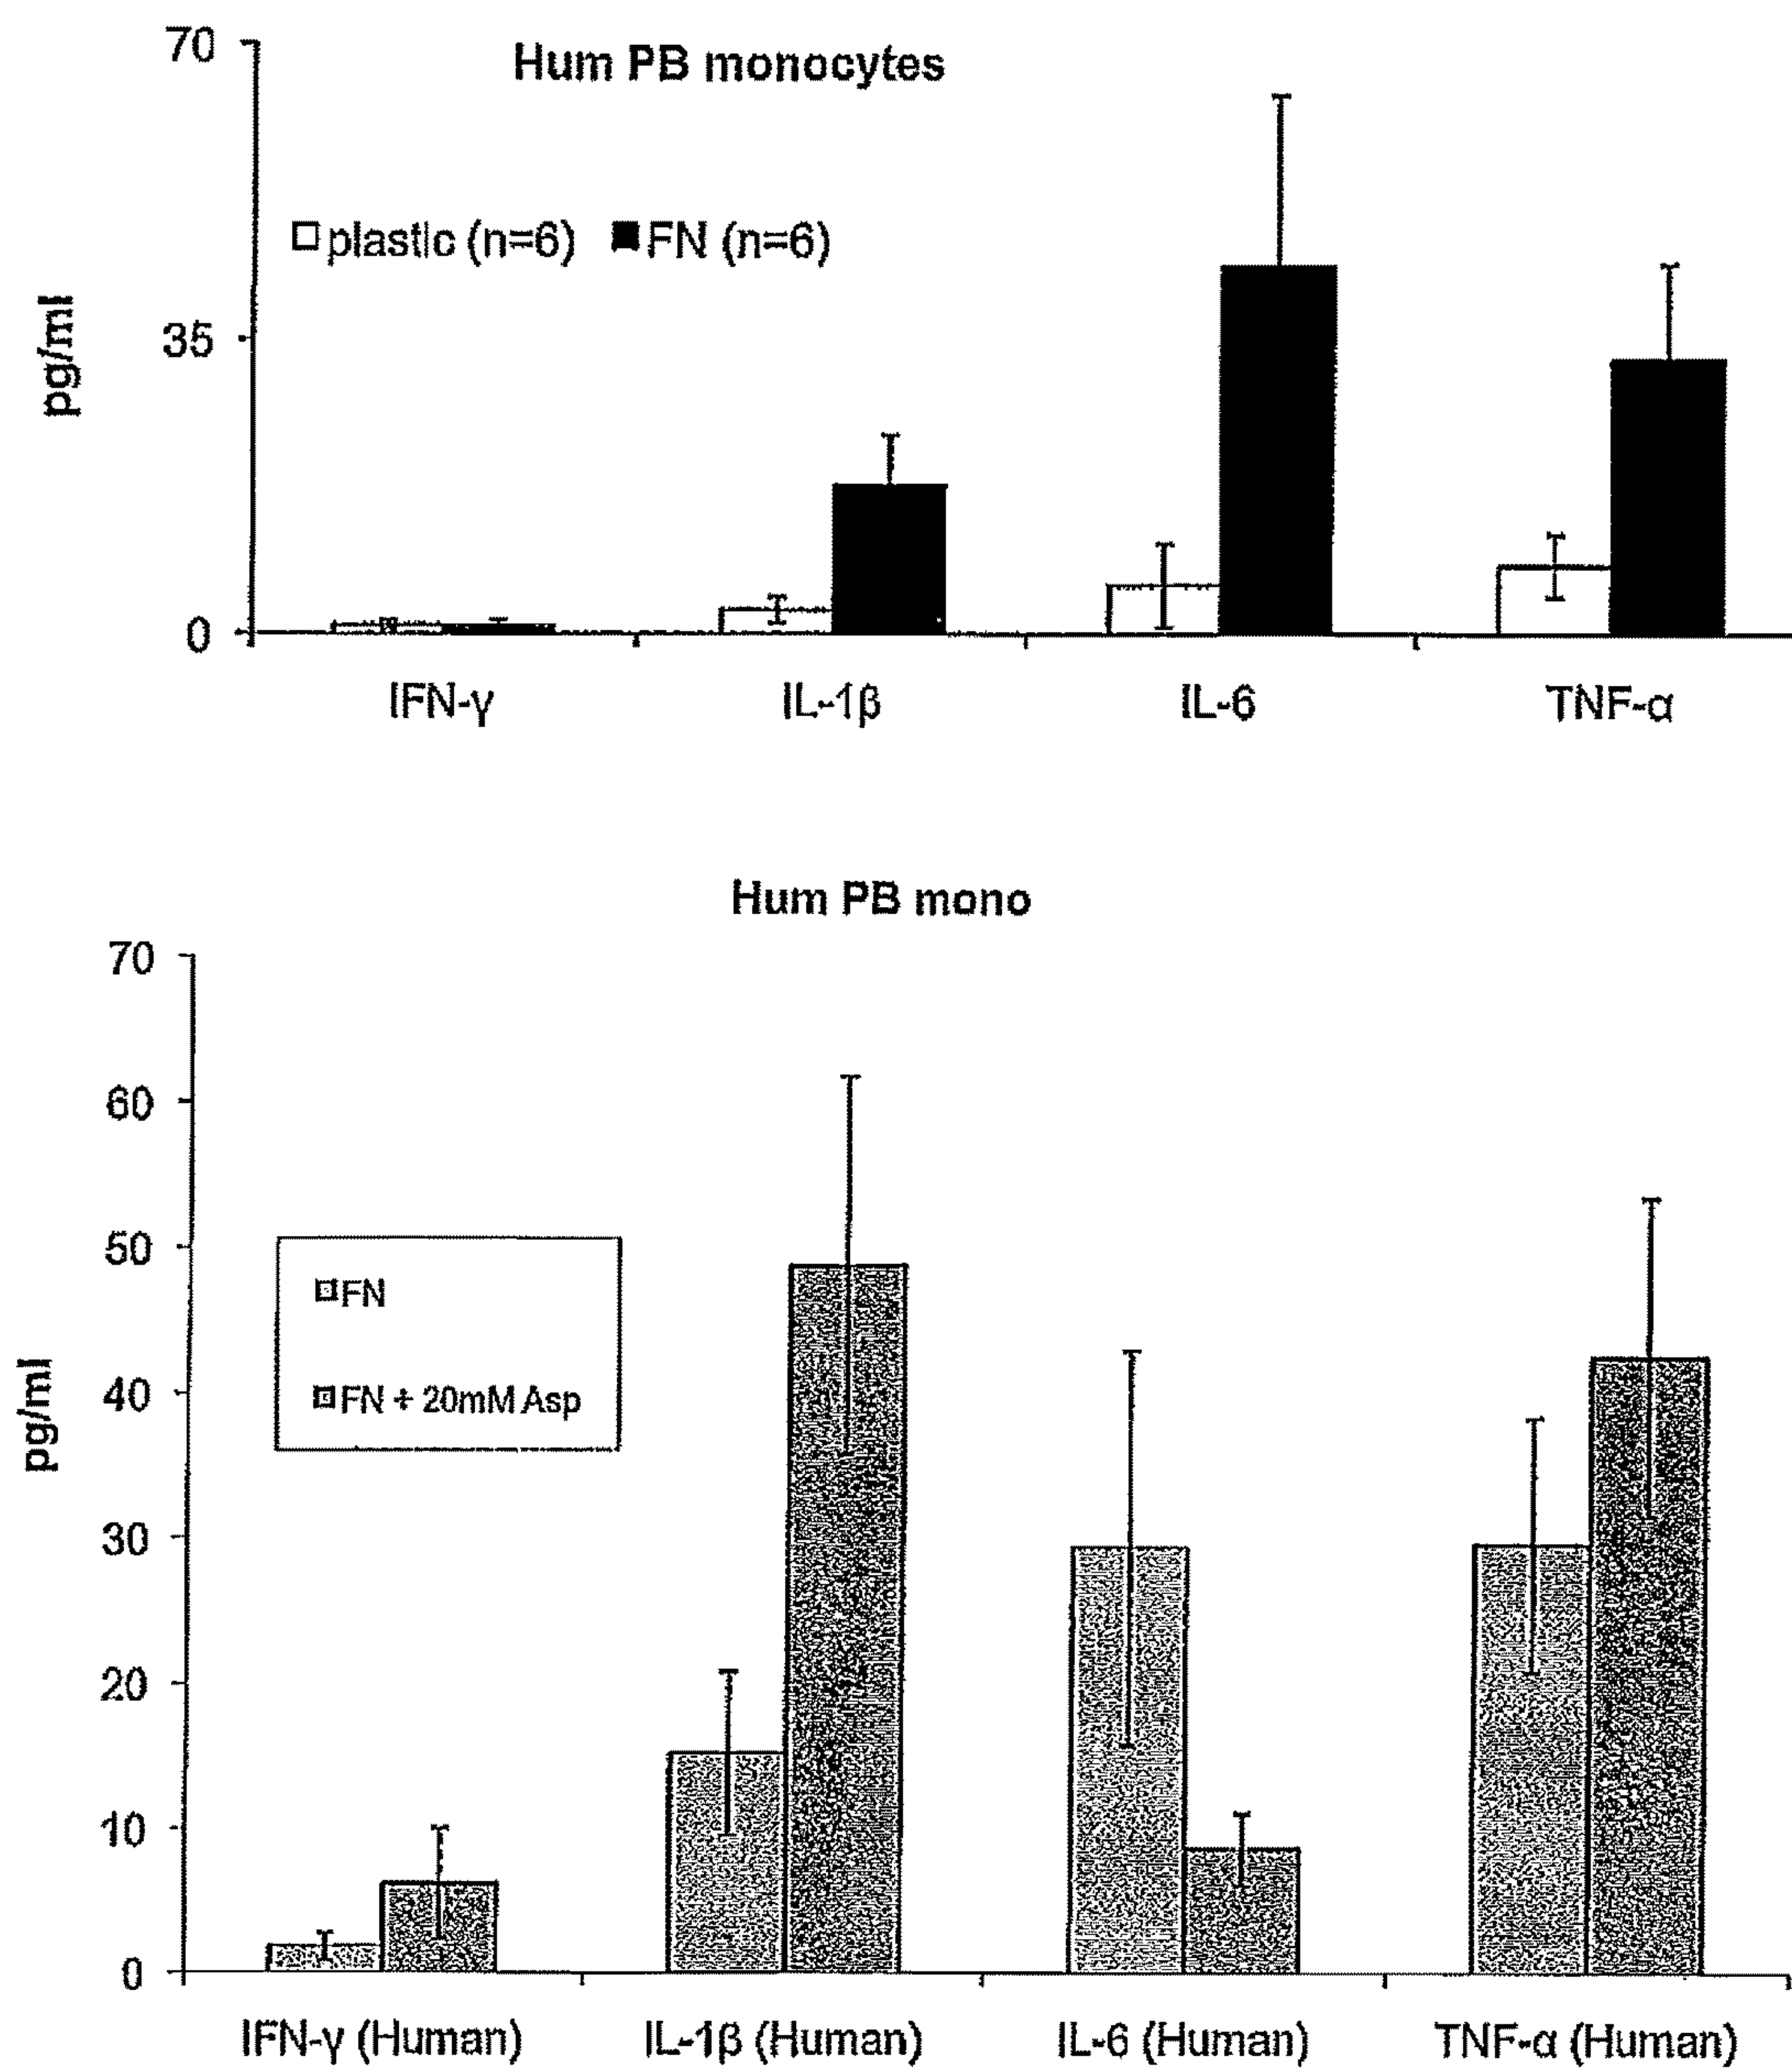 Hum PB monocytes
70
35
0
pg/ml
plastic (n=6) FN (n=6)
IFN-γ IL-1β IL-6 TNF-α
Hum PB mono
70
60
50
40
30
20
10
0
pg/ml
FN
FN + 20mM Asp
IFN-γ (Human) IL-1β (Human) IL-6 (Human) TNF-α (Human)